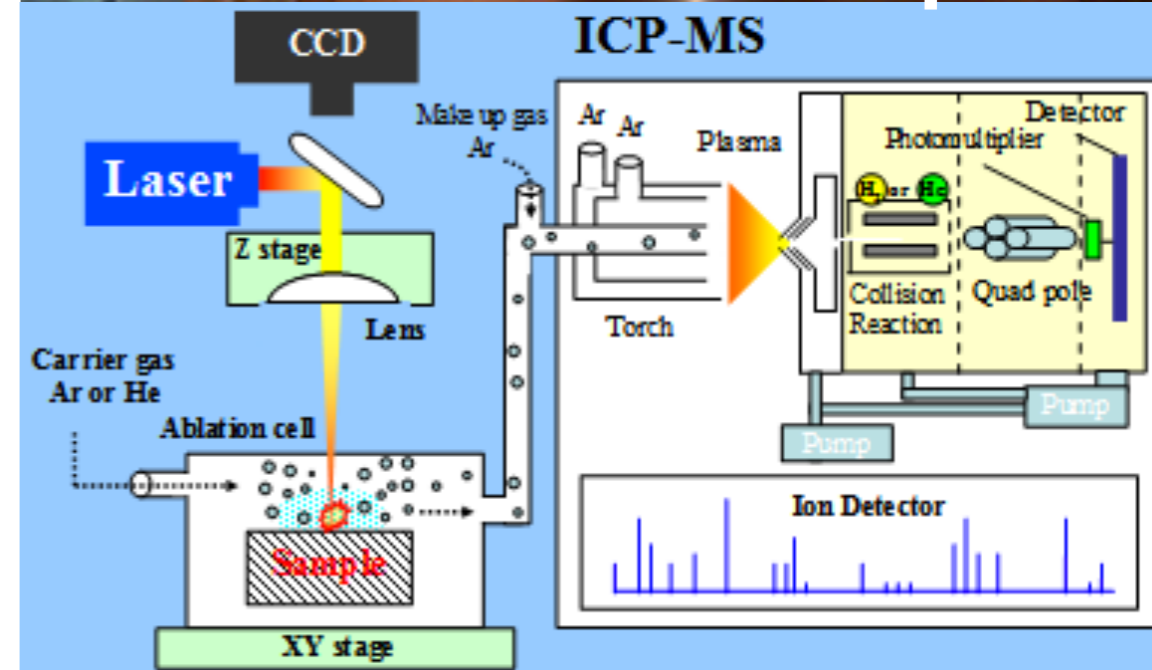 CCD
ICP-MS
Make up gas
Ar
Ar
Ar
Plasma
Detector
Photomultiplier
Laser
H₂ or He
Z stage
Lens
Torch
Collision
Reaction
Quad pole
Carrier gas
Ar or He
Ablation cell
Pump
Pump
Ion Detector
Sample
XY stage